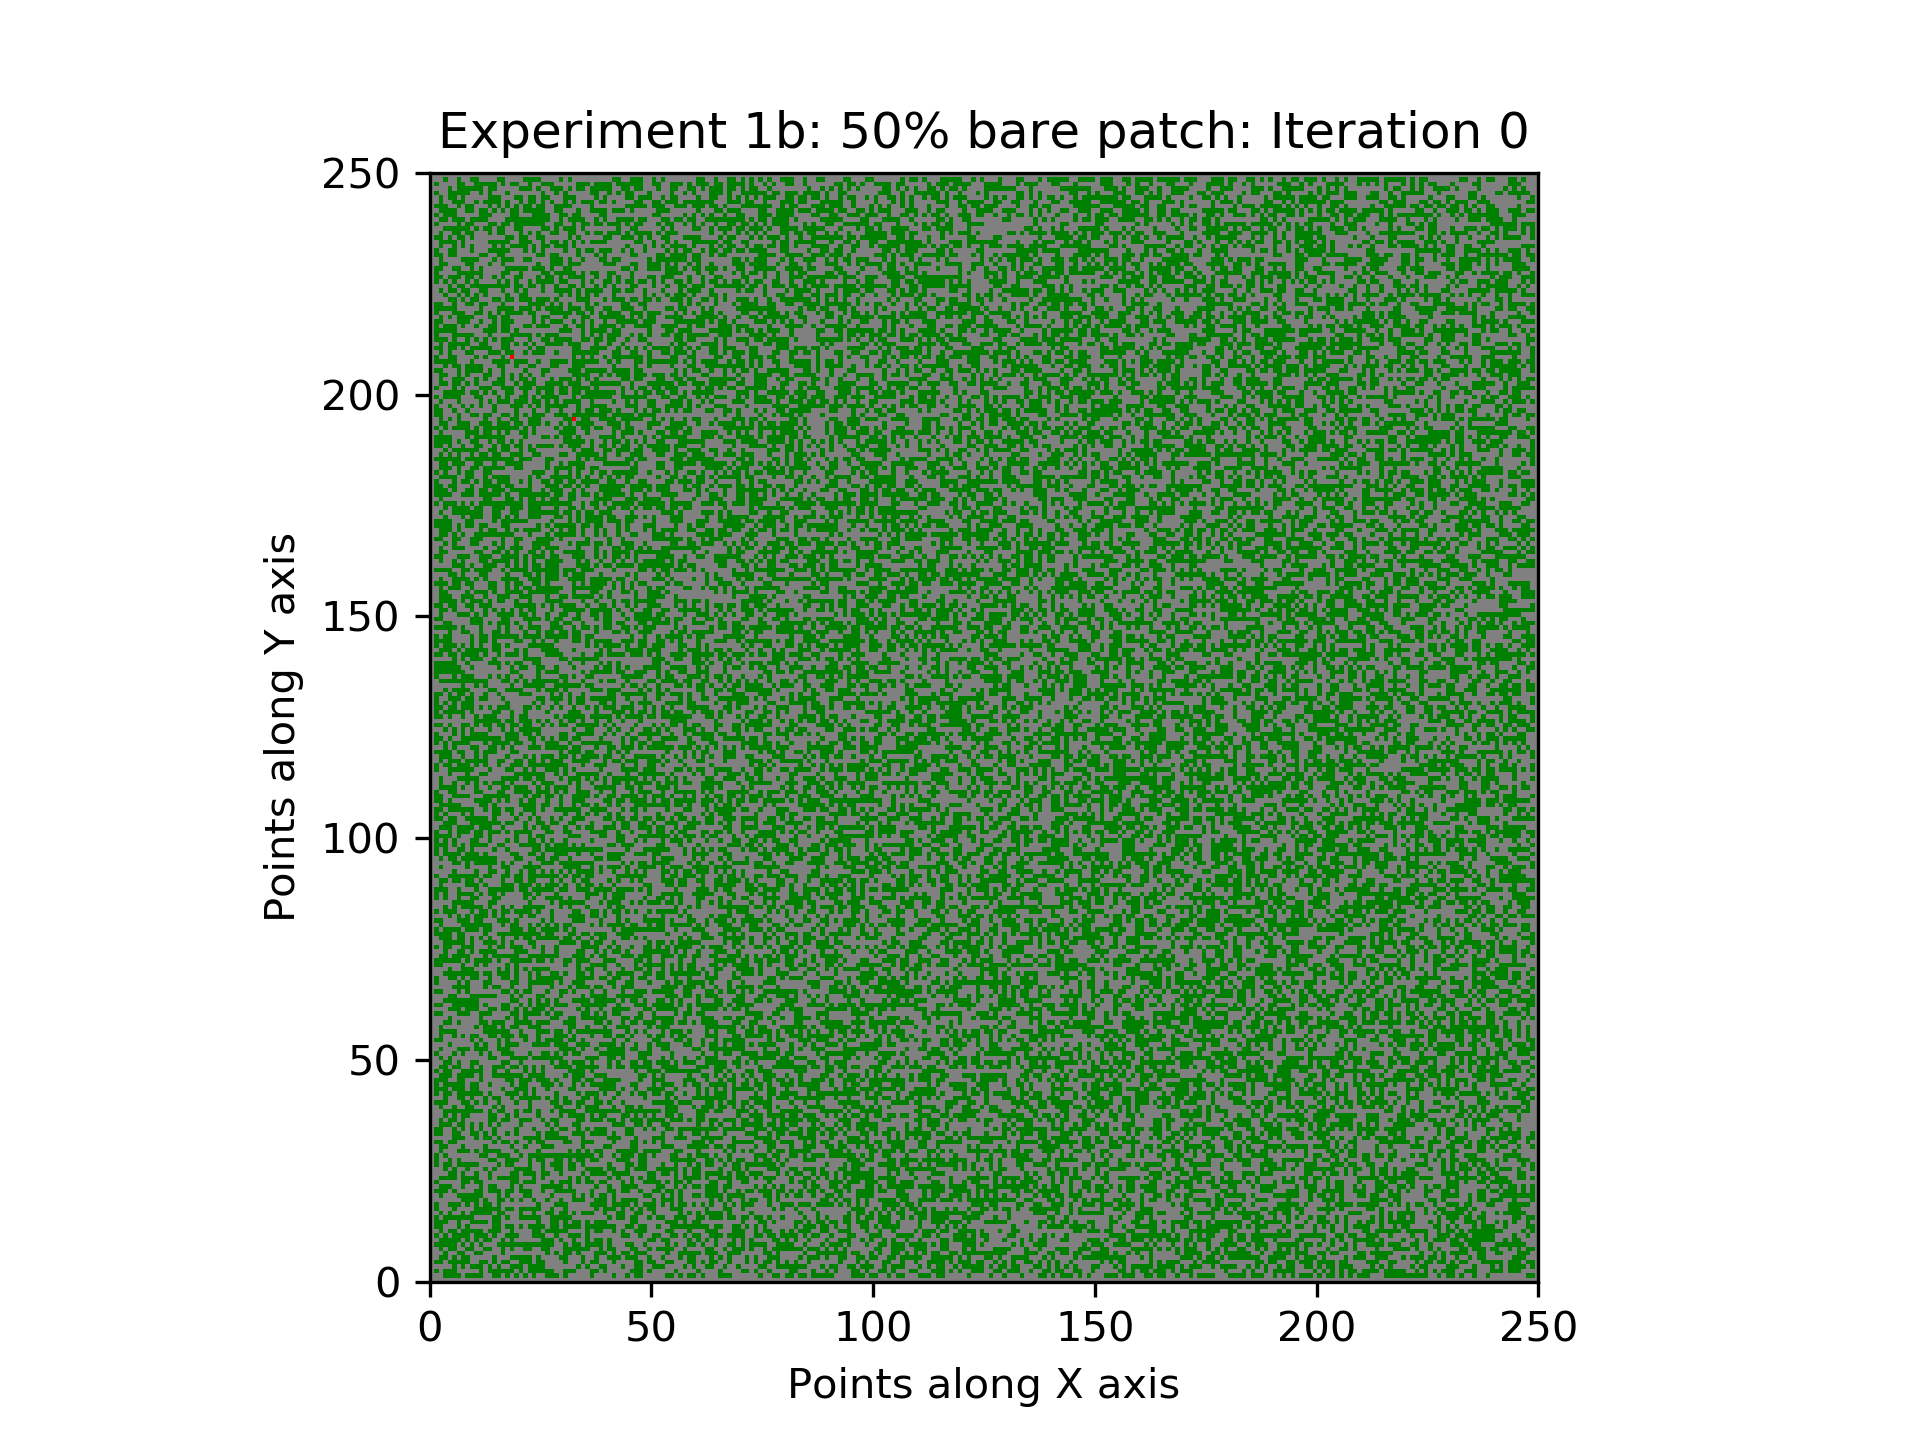 Experiment 1b: 50% bare patch: Iteration 0
250
200
150
100
50
0
Points along Y axis
0 50 100 150 200 250
Points along X axis